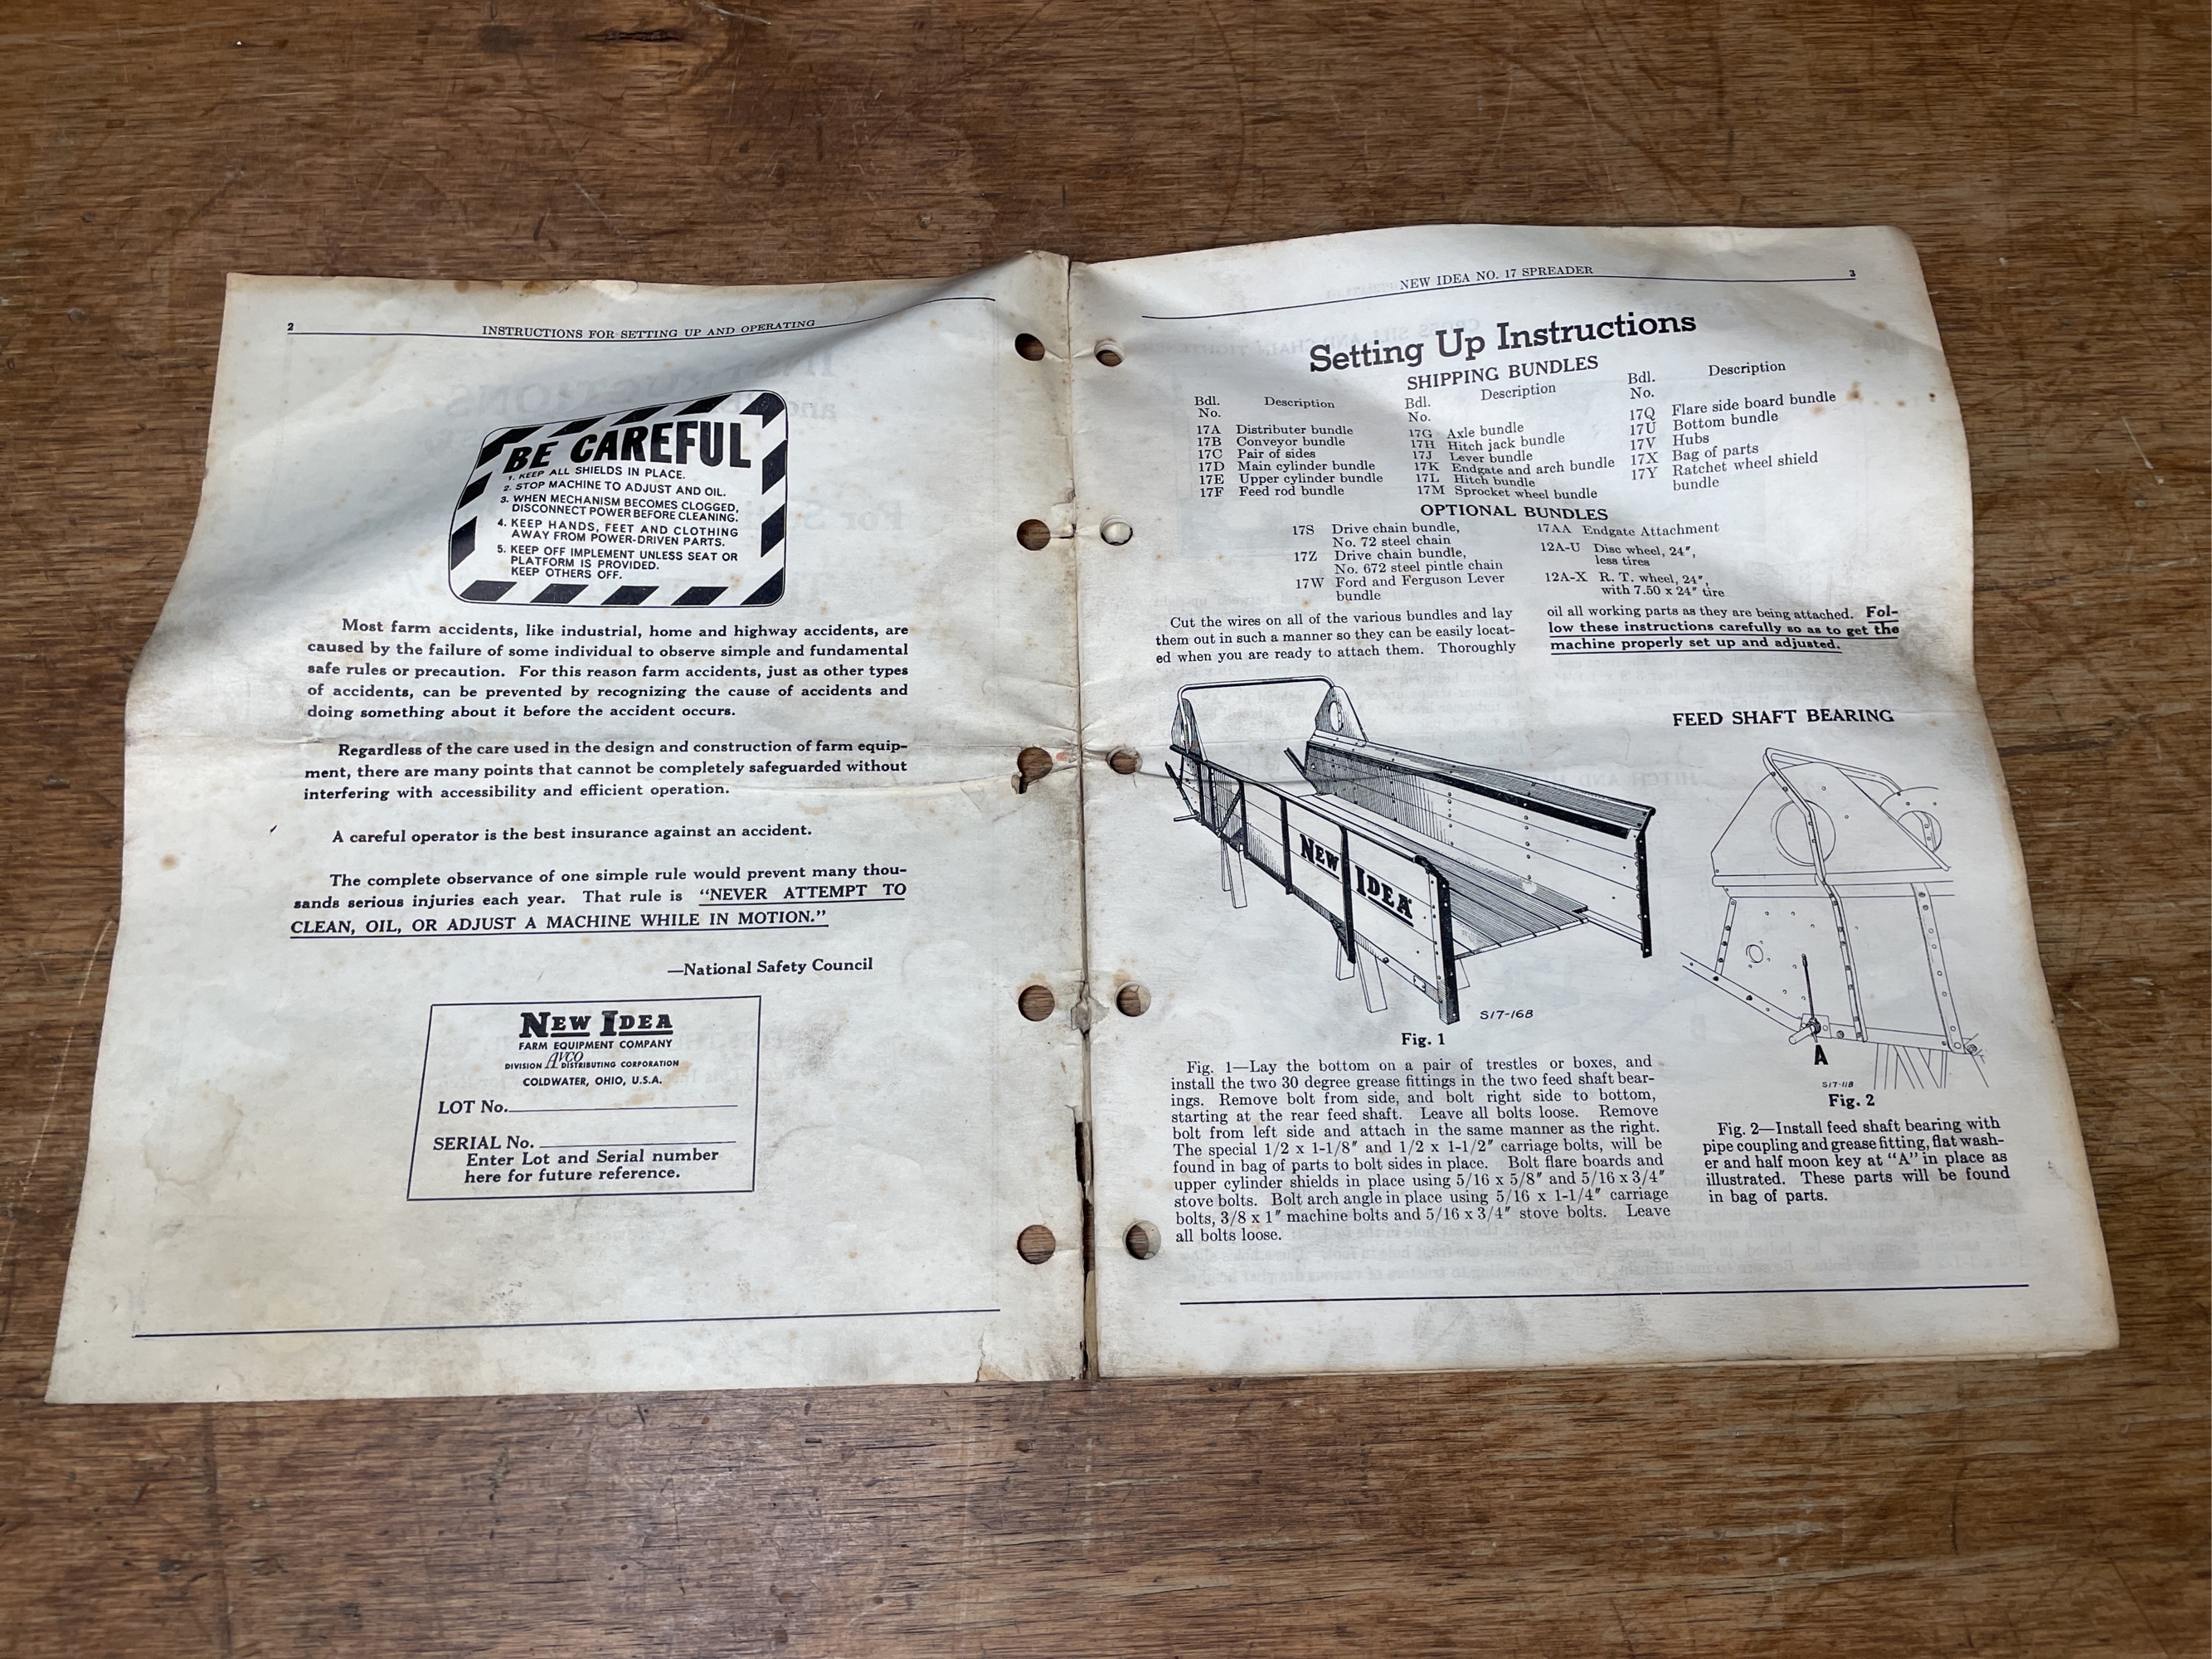 2
INSTRUCTIONS FOR SETTING UP AND OPERATING
BE CAREFUL
1. KEEP ALL SHIELDS IN PLACE.
2. STOP MACHINE TO ADJUST AND OIL.
3. WHEN MECHANISM BECOMES CLOGGED,
DISCONNECT POWER BEFORE CLEANING.
4. KEEP HANDS, FEET AND CLOTHING
AWAY FROM POWER-DRIVEN PARTS.
5. KEEP OFF IMPLEMENT UNLESS SEAT OR
PLATFORM IS PROVIDED.
KEEP OTHERS OFF.
Most farm accidents, like industrial, home and highway accidents, are
caused by the failure of some individual to observe simple and fundamental
safe rules or precaution. For this reason farm accidents, just as other types
of accidents, can be prevented by recognizing the cause of accidents and
doing something about it before the accident occurs.
Regardless of the care used in the design and construction of farm equip-
ment, there are many points that cannot be completely safeguarded without
interfering with accessibility and efficient operation.
A careful operator is the best insurance against an accident.
The complete observance of one simple rule would prevent many thou-
sands serious injuries each year. That rule is "NEVER ATTEMPT TO
CLEAN, OIL, OR ADJUST A MACHINE WHILE IN MOTION."
—National Safety Council
NEW IDEA
FARM EQUIPMENT COMPANY
DIVISION AVCO DISTRIBUTING CORPORATION
COLDWATER, OHIO, U.S.A.
LOT No.
SERIAL No.
Enter Lot and Serial number
here for future reference.
NEW IDEA NO. 17 SPREADER
3
Setting Up Instructions
SHIPPING BUNDLES
Bdl. No. Description
17A Distributer bundle
17B Conveyor bundle
17C Pair of sides
17D Main cylinder bundle
17E Upper cylinder bundle
17F Feed rod bundle
Bdl. No. Description
17G Axle bundle
17H Hitch jack bundle
17J Lever bundle
17K Endgate and arch bundle
17L Hitch bundle
17M Sprocket wheel bundle
Bdl. No. Description
17Q Flare side board bundle
17U Bottom bundle
17V Hubs
17X Bag of parts
17Y Ratchet wheel shield
bundle
OPTIONAL BUNDLES
17S Drive chain bundle,
No. 72 steel chain
17Z Drive chain bundle,
No. 672 steel pintle chain
17W Ford and Ferguson Lever
bundle
17AA Endgate Attachment
12A-U Disc wheel, 24",
less tires
12A-X R. T. wheel, 24",
with 7.50 x 24" tire
Cut the wires on all of the various bundles and lay
them out in such a manner so they can be easily locat-
ed when you are ready to attach them. Thoroughly
oil all working parts as they are being attached. Fol-
low these instructions carefully so as to get the
machine properly set up and adjusted.
NEW IDEA
S17-16B
Fig. 1
Fig. 1—Lay the bottom on a pair of trestles or boxes, and
install the two 30 degree grease fittings in the two feed shaft bear-
ings. Remove bolt from side, and bolt right side to bottom,
starting at the rear feed shaft. Leave all bolts loose. Remove
bolt from left side and attach in the same manner as the right.
The special 1/2 x 1-1/8" and 1/2 x 1-1/2" carriage bolts, will be
found in bag of parts to bolt sides in place. Bolt flare boards and
upper cylinder shields in place using 5/16 x 5/8" and 5/16 x 3/4"
stove bolts. Bolt arch angle in place using 5/16 x 1-1/4" carriage
bolts, 3/8 x 1" machine bolts and 5/16 x 3/4" stove bolts. Leave
all bolts loose.
FEED SHAFT BEARING
A
S17-11B
Fig. 2
Fig. 2—Install feed shaft bearing with
pipe coupling and grease fitting, flat wash-
er and half moon key at "A" in place as
illustrated. These parts will be found
in bag of parts.